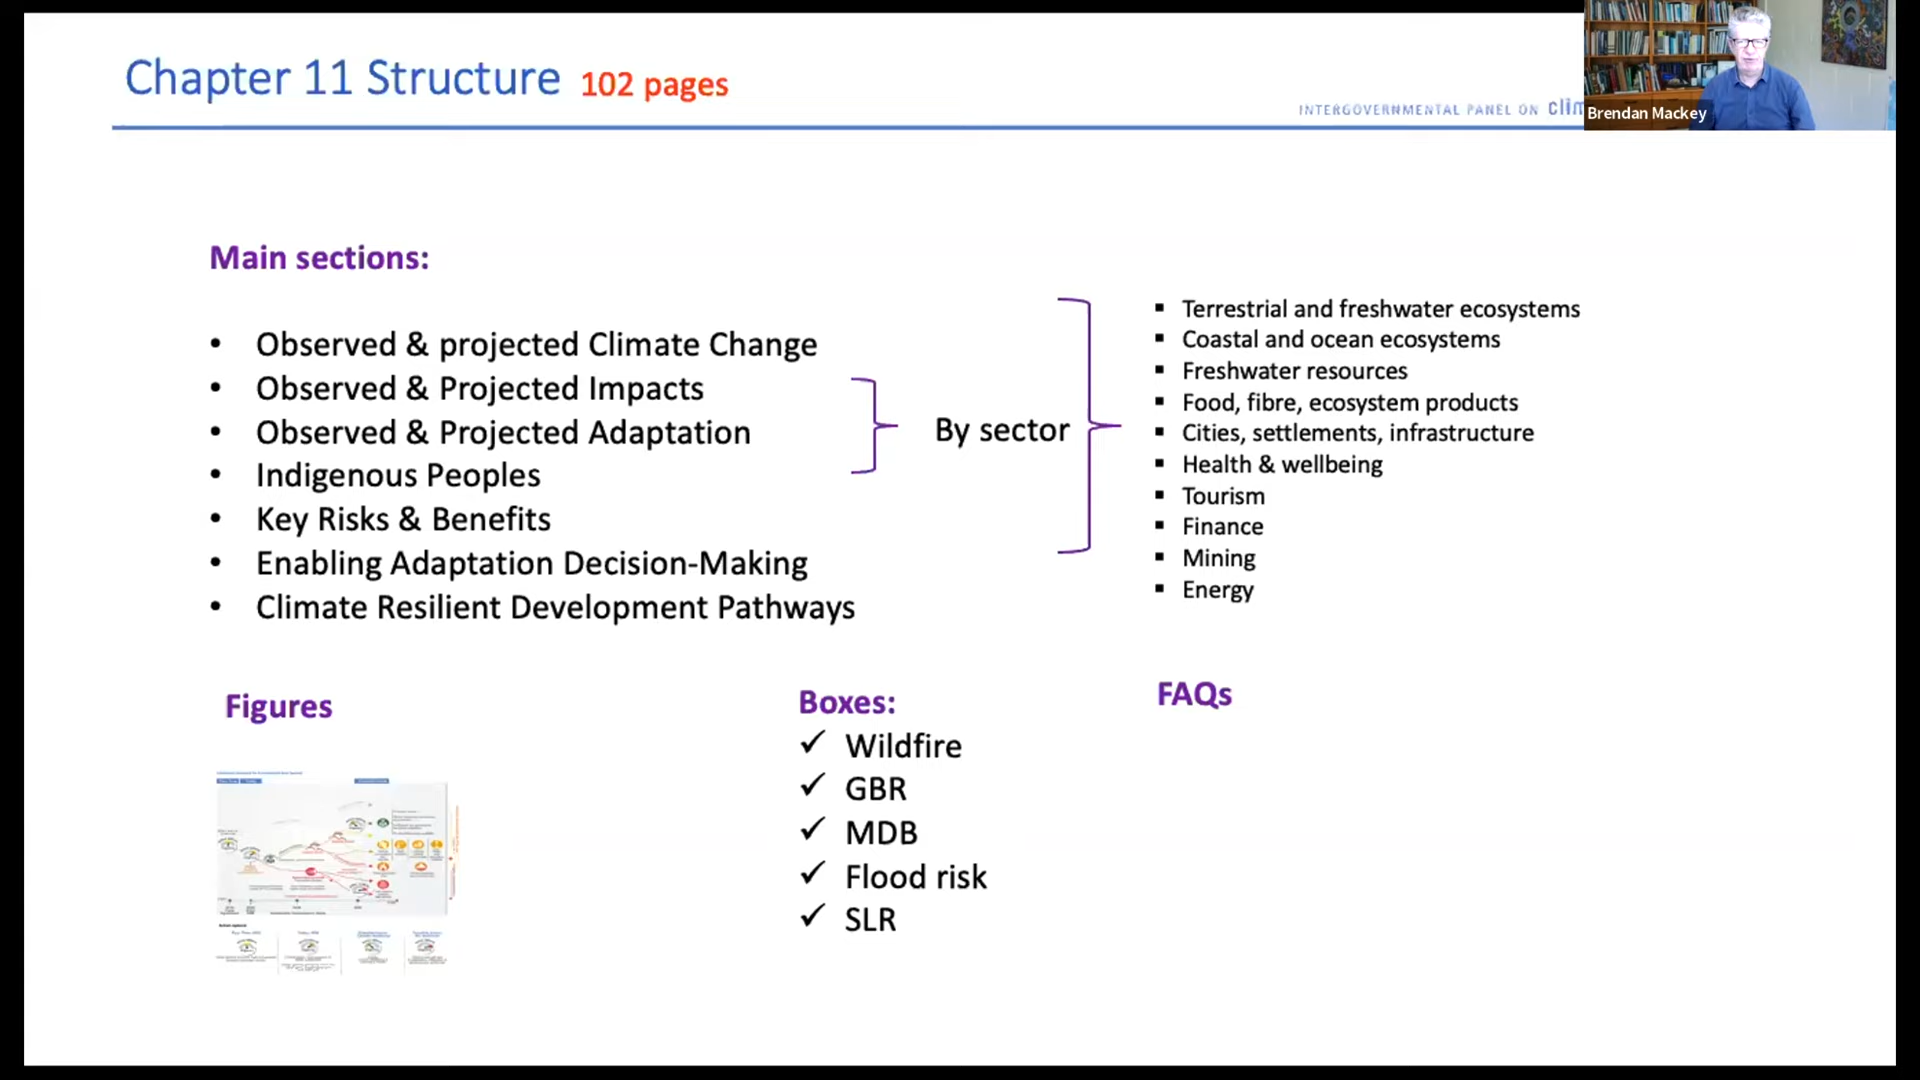 Chapter 11 Structure 102 pages
INTERGOVERNMENTAL PANEL ON clim
Brendan Mackey
Main sections:
• Observed & projected Climate Change
• Observed & Projected Impacts
• Observed & Projected Adaptation
• Indigenous Peoples
• Key Risks & Benefits
• Enabling Adaptation Decision-Making
• Climate Resilient Development Pathways
By sector
▪ Terrestrial and freshwater ecosystems
▪ Coastal and ocean ecosystems
▪ Freshwater resources
▪ Food, fibre, ecosystem products
▪ Cities, settlements, infrastructure
▪ Health & wellbeing
▪ Tourism
▪ Finance
▪ Mining
▪ Energy
Figures
Boxes:
✓ Wildfire
✓ GBR
✓ MDB
✓ Flood risk
✓ SLR
FAQs